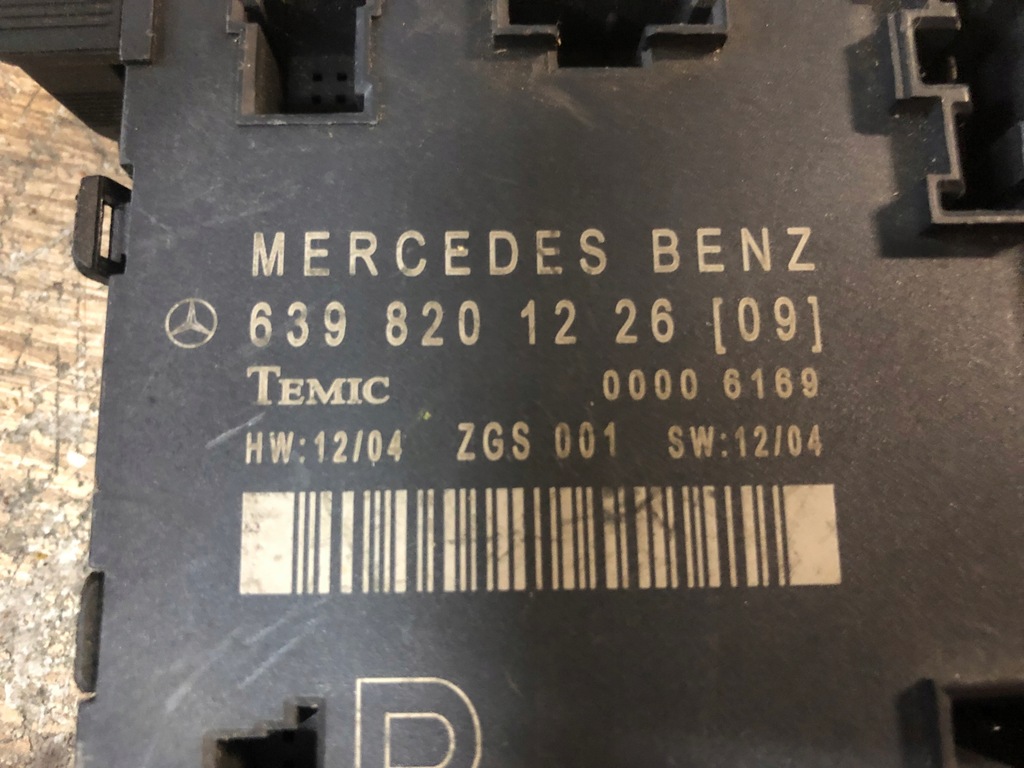 MERCEDES BENZ
639 820 12 26 [09]
TEMIC 0000 6169
HW:12/04 ZGS 001 SW:12/04